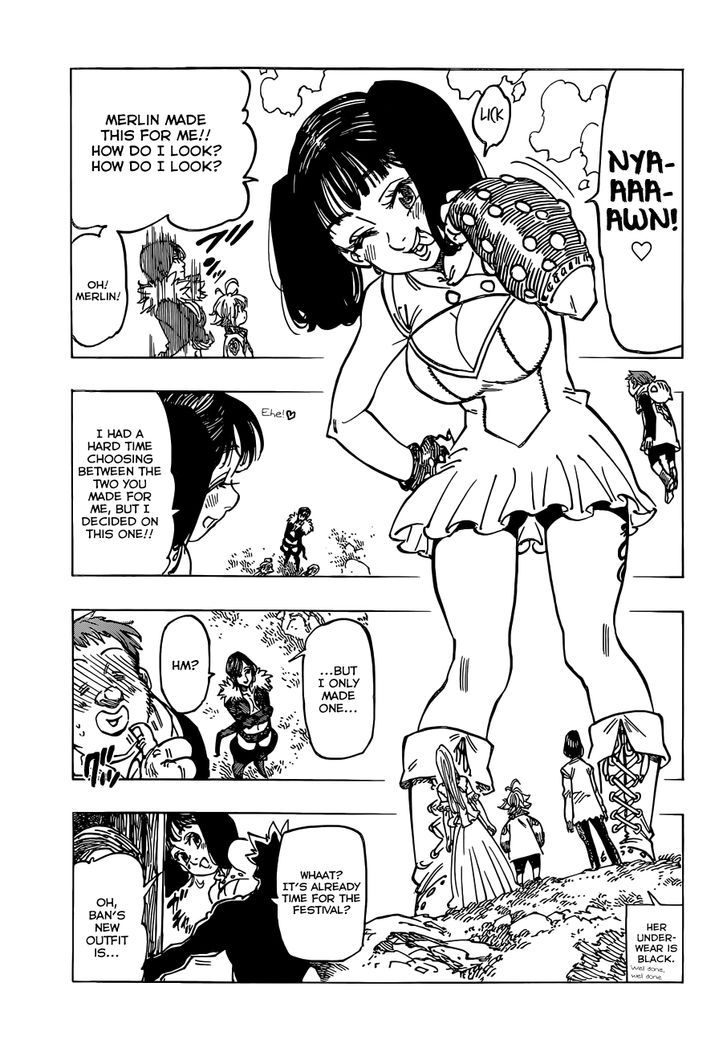 NYA-
AAA-
AWN!
♡
LICK
MERLIN MADE
THIS FOR ME!!
HOW DO I LOOK?
HOW DO I LOOK?
OH!
MERLIN!
Ehe!♡
I HAD A
HARD TIME
CHOOSING
BETWEEN THE
TWO YOU
MADE FOR
ME, BUT I
DECIDED ON
THIS ONE!!
...BUT
I ONLY
MADE
ONE...
HM?
グッ
WHAAT?
IT'S ALREADY
TIME FOR THE
FESTIVAL?
OH,
BAN'S
NEW
OUTFIT
IS...
HER
UNDER-
WEAR IS
BLACK.
Well done,
well done